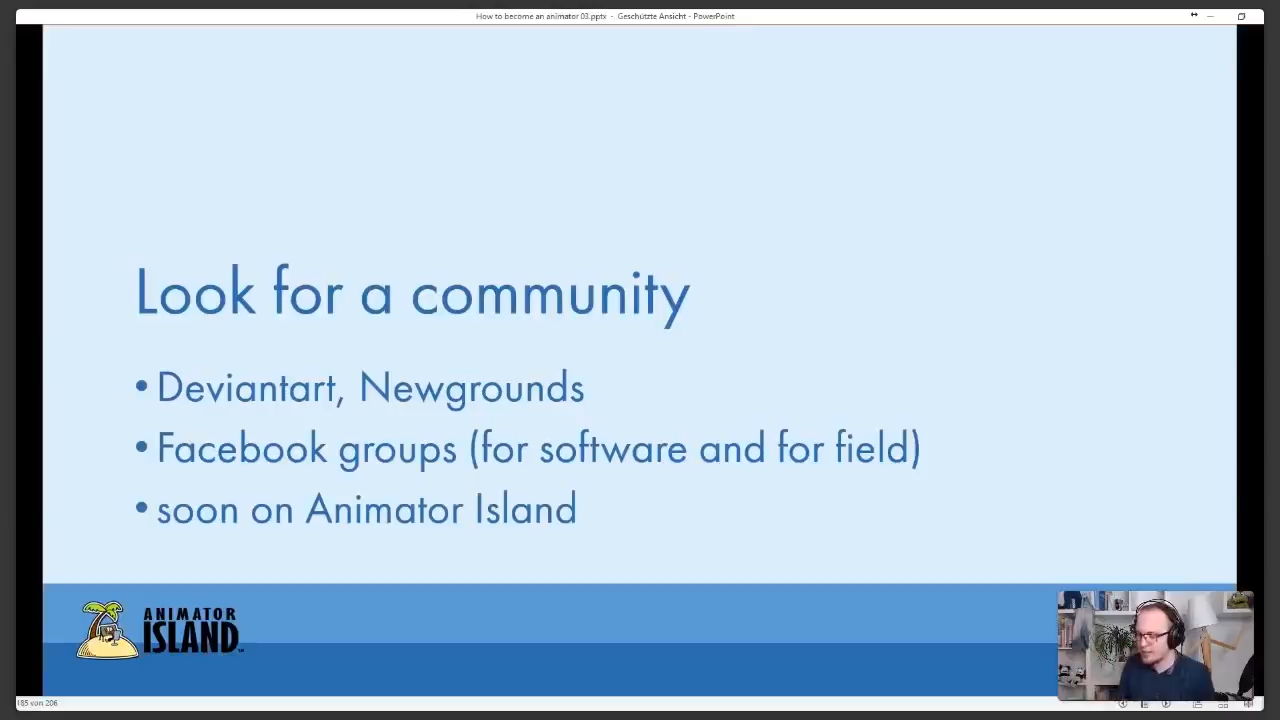 How to become an animator 03.pptx - Geschützte Ansicht - PowerPoint
Look for a community
• Deviantart, Newgrounds
• Facebook groups (for software and for field)
• soon on Animator Island
ANIMATOR
ISLAND
185 von 206